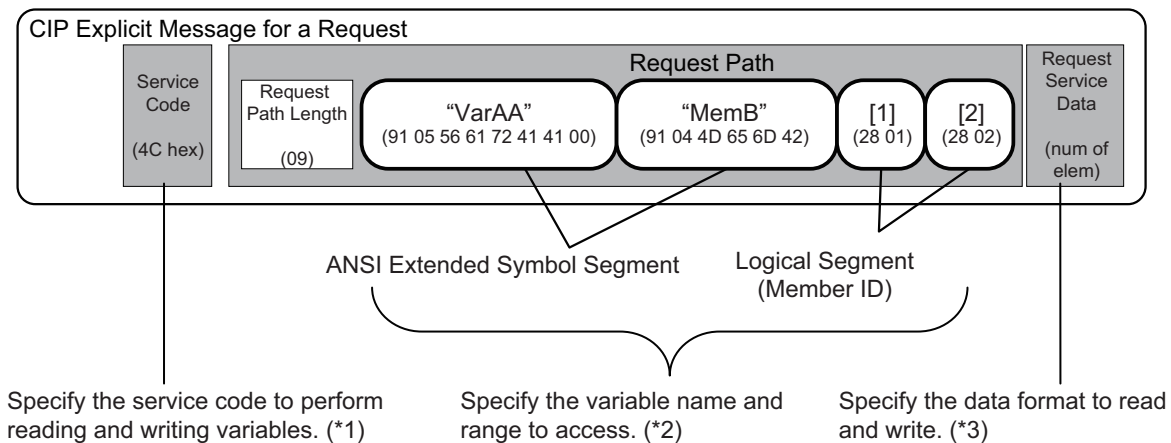 CIP Explicit Message for a Request
Service
Code
(4C hex)
Request Path
Request
Path Length
(09)
“VarAA”
(91 05 56 61 72 41 41 00)
“MemB”
(91 04 4D 65 6D 42)
[1]
(28 01)
[2]
(28 02)
Request
Service
Data
(num of
elem)
ANSI Extended Symbol Segment
Logical Segment
(Member ID)
Specify the service code to perform
reading and writing variables. (*1)
Specify the variable name and
range to access. (*2)
Specify the data format to read
and write. (*3)